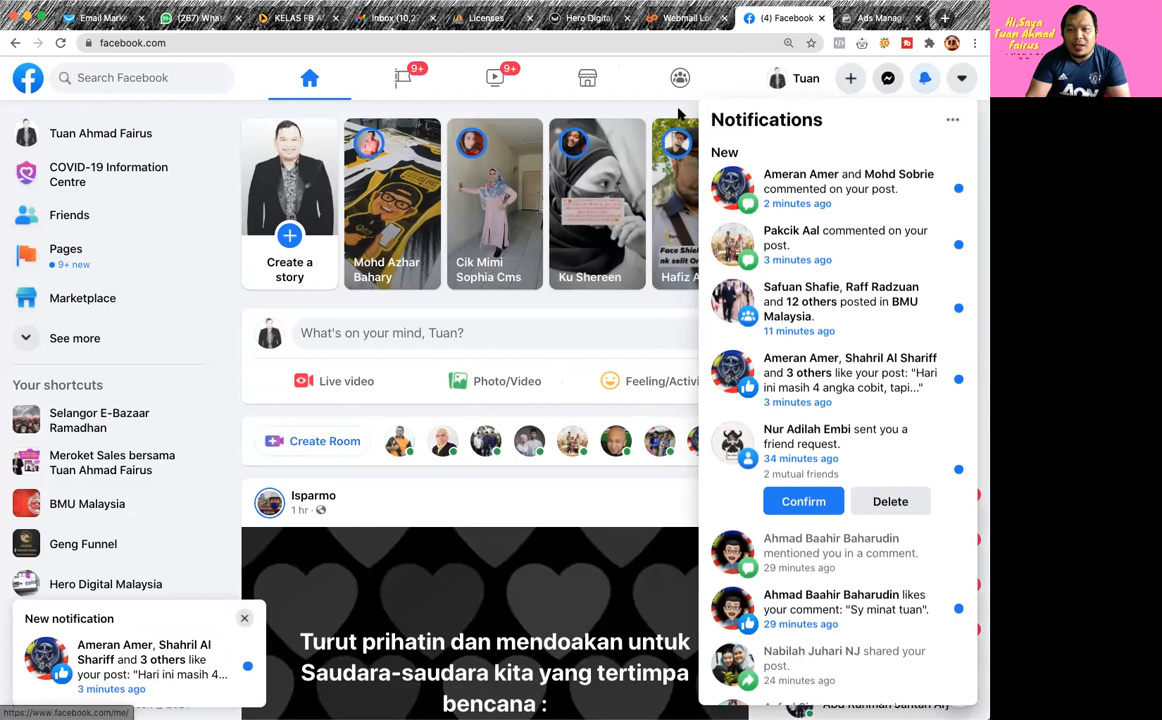 Email Marke
(267) What
KELAS FB A
Inbox (10,2
Licenses
Hero Digital
Webmail Lo
(4) Facebook
Ads Manag
facebook.com
Hi,Saya
Tuan Ahmad
Fairus
Search Facebook
9+
9+
Tuan
Tuan Ahmad Fairus
COVID-19 Information
Centre
Friends
Pages
9+ new
Marketplace
See more
Your shortcuts
Selangor E-Bazaar
Ramadhan
Meroket Sales bersama
Tuan Ahmad Fairus
BMU Malaysia
Geng Funnel
Hero Digital Malaysia
Create a
story
Mohd Azhar
Bahary
Cik Mimi
Sophia Cms
Ku Shereen
Hafiz A
What's on your mind, Tuan?
Live video
Photo/Video
Feeling/Activi
Create Room
Isparmo
1 hr
Turut prihatin dan mendoakan untuk
Saudara-saudara kita yang tertimpa
bencana :
Notifications
New
Ameran Amer and Mohd Sobrie
commented on your post.
2 minutes ago
Pakcik Aal commented on your
post.
3 minutes ago
Safuan Shafie, Raff Radzuan
and 12 others posted in BMU
Malaysia.
11 minutes ago
Ameran Amer, Shahril Al Shariff
and 3 others like your post: "Hari
ini masih 4 angka cobit, tapi..."
3 minutes ago
Nur Adilah Embi sent you a
friend request.
34 minutes ago
2 mutual friends
Confirm
Delete
Ahmad Baahir Baharudin
mentioned you in a comment.
29 minutes ago
Ahmad Baahir Baharudin likes
your comment: "Sy minat tuan".
29 minutes ago
Nabilah Juhari NJ shared your
post.
24 minutes ago
New notification
Ameran Amer, Shahril Al
Shariff and 3 others like
your post: "Hari ini masih 4...
3 minutes ago
https://www.facebook.com/me/